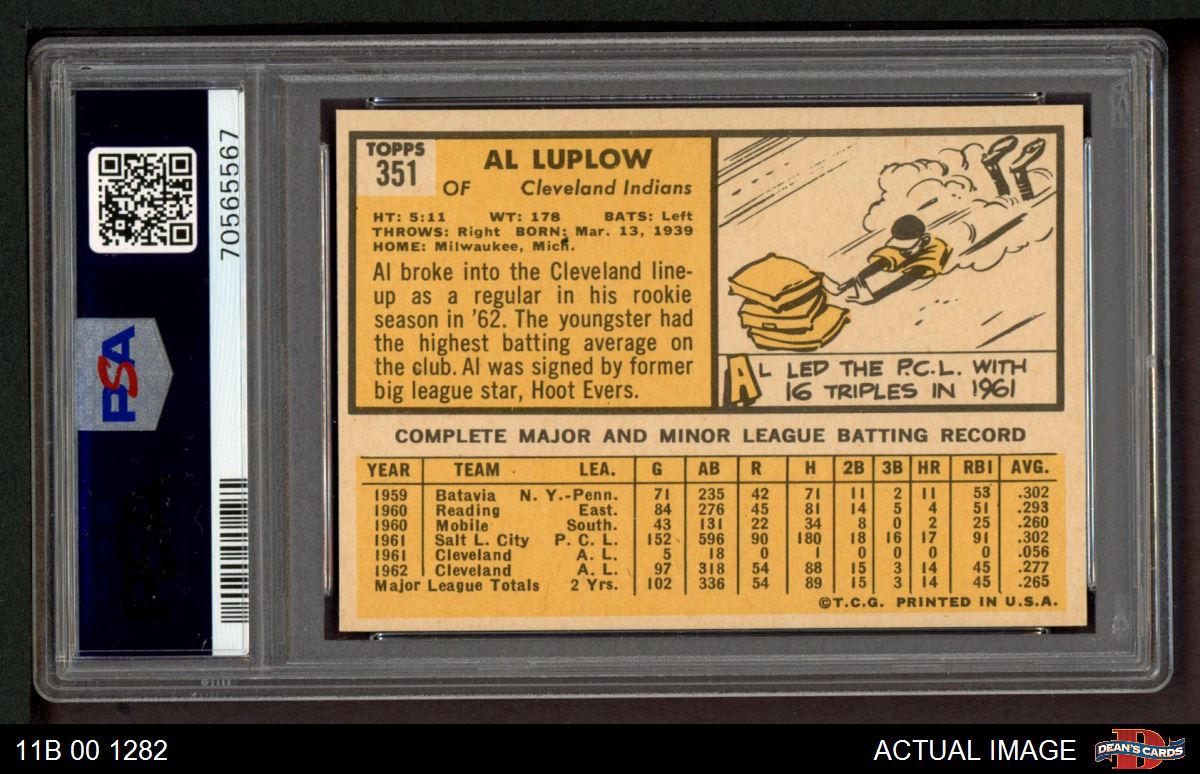 PSA
70565567
TOPPS
351
AL LUPLOW
OF Cleveland Indians
HT: 5:11 WT: 178 BATS: Left
THROWS: Right BORN: Mar. 13, 1939
HOME: Milwaukee, Mich.
Al broke into the Cleveland line-
up as a regular in his rookie
season in '62. The youngster had
the highest batting average on
the club. Al was signed by former
big league star, Hoot Evers.
AL LED THE P.C.L. WITH
16 TRIPLES IN 1961
COMPLETE MAJOR AND MINOR LEAGUE BATTING RECORD
YEAR TEAM LEA. G AB R H 2B 3B HR RBI AVG.
1959 Batavia N. Y.-Penn. 71 235 42 71 11 2 11 53 .302
1960 Reading East. 84 276 45 81 14 5 4 51 .293
1960 Mobile South. 43 131 22 34 8 0 2 25 .260
1961 Salt L. City P. C. L. 152 596 90 180 18 16 17 91 .302
1961 Cleveland A. L. 5 18 0 1 0 0 0 0 .056
1962 Cleveland A. L. 97 318 54 88 15 3 14 45 .277
Major League Totals 2 Yrs. 102 336 54 89 15 3 14 45 .265
©T.C.G. PRINTED IN U.S.A.
PSA
11B 00 1282
ACTUAL IMAGE
DEAN'S CARDS